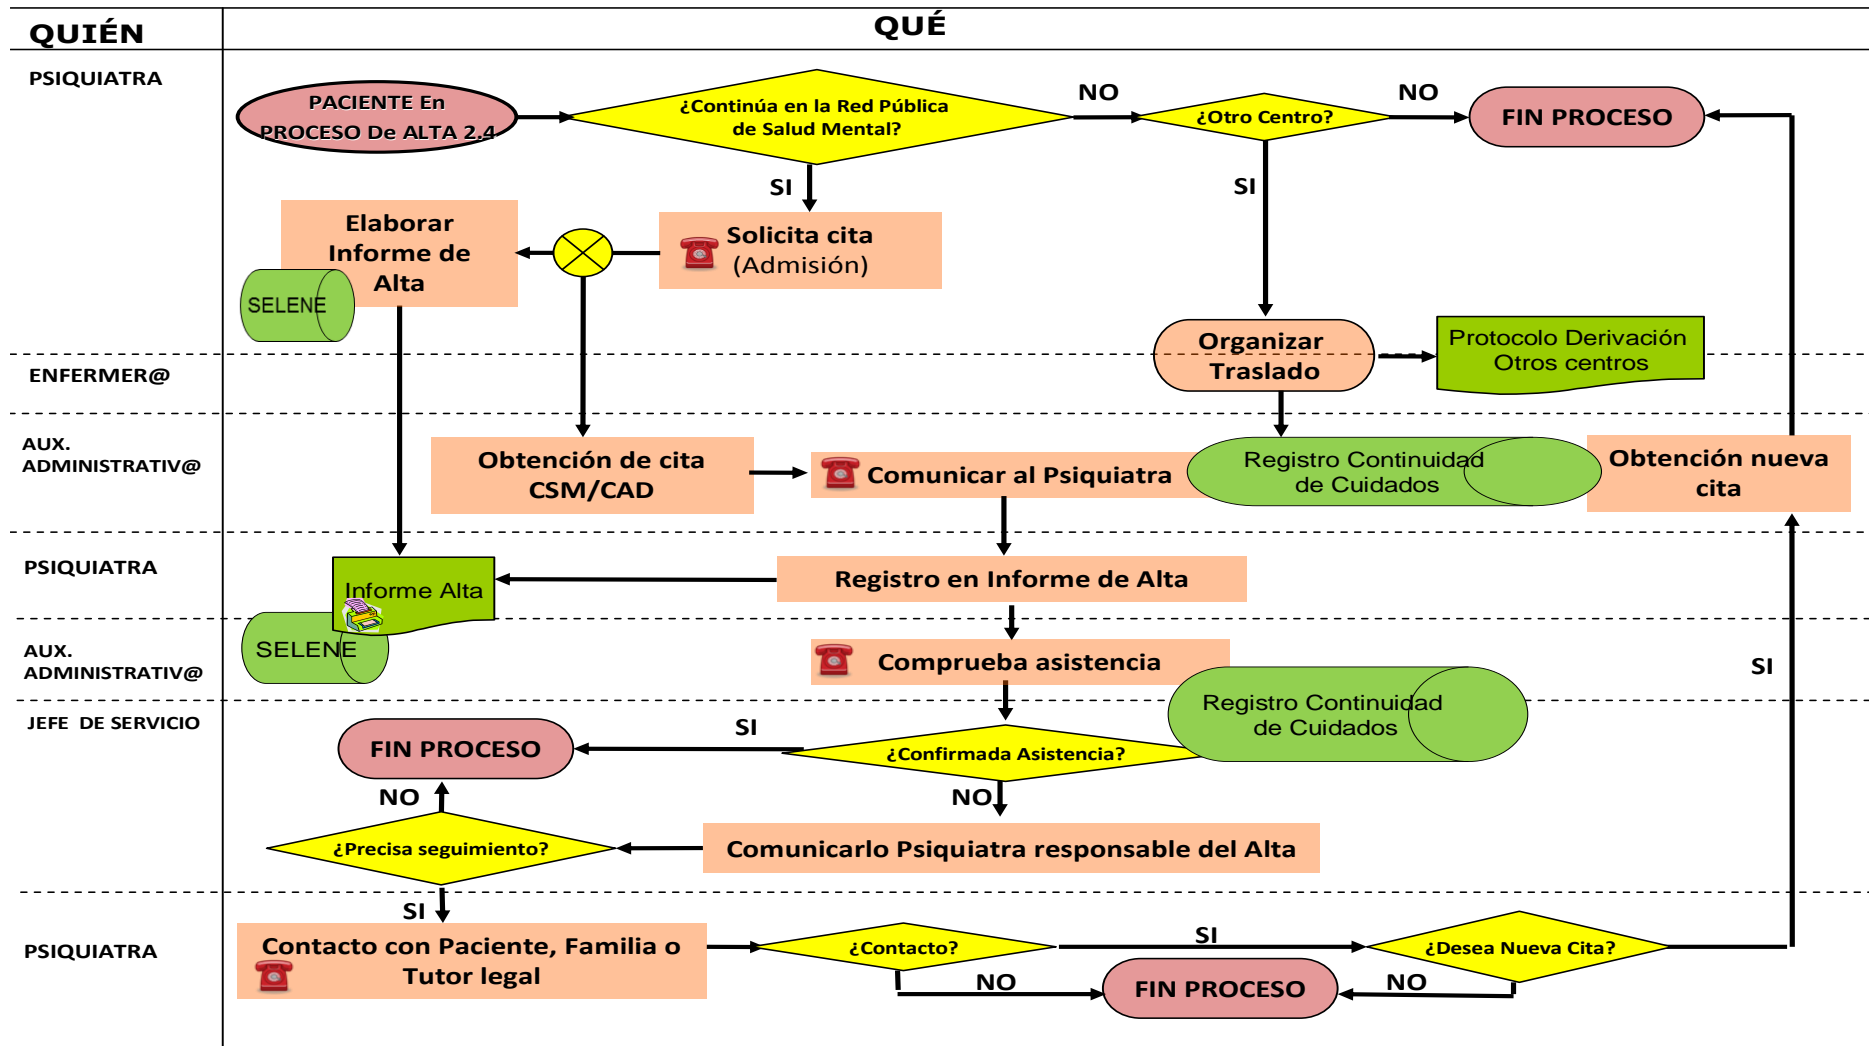 QUIÉN
QUÉ
PSIQUIATRA
PACIENTE En
PROCESO De ALTA 2.4
¿Continúa en la Red Pública
de Salud Mental?
NO
¿Otro Centro?
NO
FIN PROCESO
SI
SI
Elaborar
Informe de
Alta
SELENE
Solicita cita
(Admisión)
Organizar
Traslado
Protocolo Derivación
Otros centros
ENFERMER@
AUX.
ADMINISTRATIV@
Obtención de cita
CSM/CAD
Comunicar al Psiquiatra
Registro Continuidad
de Cuidados
Obtención nueva
cita
PSIQUIATRA
Informe Alta
Registro en Informe de Alta
AUX.
ADMINISTRATIV@
SELENE
Comprueba asistencia
SI
Registro Continuidad
de Cuidados
JEFE DE SERVICIO
FIN PROCESO
SI
¿Confirmada Asistencia?
NO
NO
¿Precisa seguimiento?
Comunicarlo Psiquiatra responsable del Alta
SI
PSIQUIATRA
Contacto con Paciente, Familia o
Tutor legal
¿Contacto?
SI
¿Desea Nueva Cita?
NO
FIN PROCESO
NO